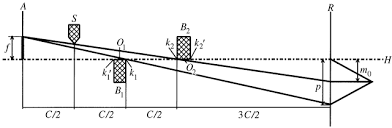 A
R
S
B₂
O₁
k₂ k₂′
f
H
k₁′ k₁
O₂
m₀
p
B₁
C/2 C/2 C/2 3C/2